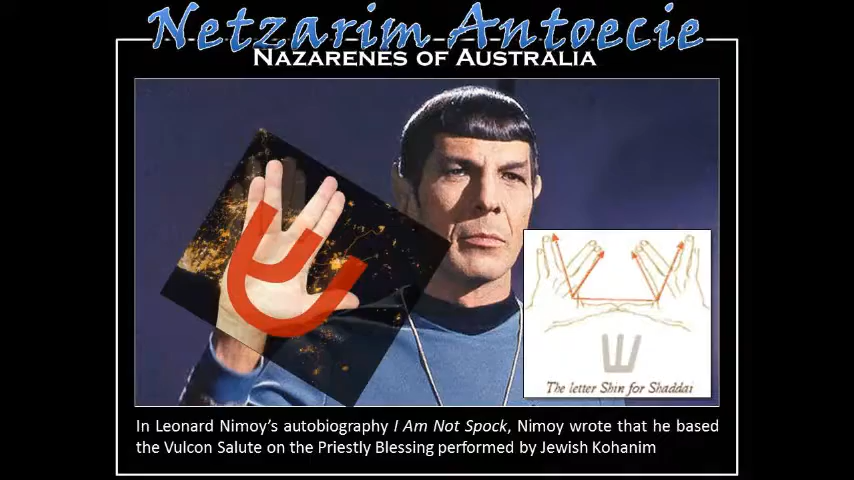 Netzarim Antoecie
NAZARENES OF AUSTRALIA
ש
The letter Shin for Shaddai
In Leonard Nimoy's autobiography I Am Not Spock, Nimoy wrote that he based
the Vulcon Salute on the Priestly Blessing performed by Jewish Kohanim